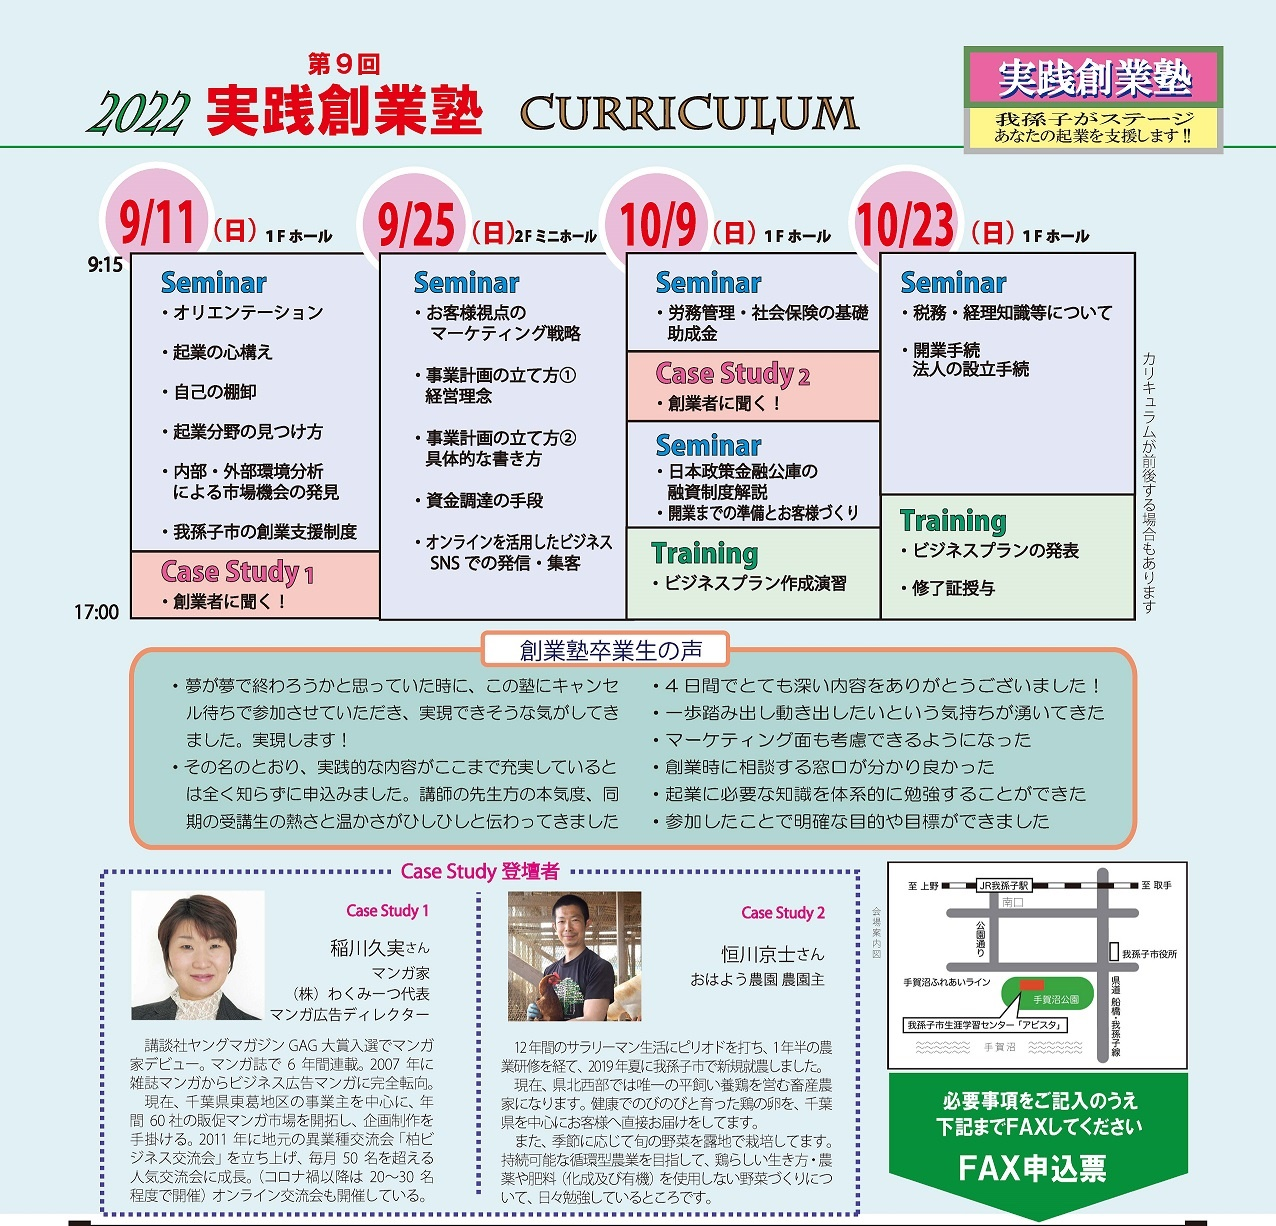 第9回
2022 実践創業塾 CURRICULUM
実践創業塾
我孫子がステージ
あなたの起業を支援します!!
9/11（日）1Fホール
9/25（日）2Fミニホール
10/9（日）1Fホール
10/23（日）1Fホール
9:15
17:00
Seminar
・オリエンテーション
・起業の心構え
・自己の棚卸
・起業分野の見つけ方
・内部・外部環境分析
による市場機会の発見
・我孫子市の創業支援制度
Case Study 1
・創業者に聞く！
Seminar
・お客様視点の
マーケティング戦略
・事業計画の立て方①
経営理念
・事業計画の立て方②
具体的な書き方
・資金調達の手段
・オンラインを活用したビジネス
SNSでの発信・集客
Seminar
・労務管理・社会保険の基礎
助成金
Case Study 2
・創業者に聞く！
Seminar
・日本政策金融公庫の
融資制度解説
・開業までの準備とお客様づくり
Training
・ビジネスプラン作成演習
Seminar
・税務・経理知識等について
・開業手続
法人の設立手続
Training
・ビジネスプランの発表
・修了証授与
カリキュラムが前後する場合もあります
創業塾卒業生の声
・夢が夢で終わろうかと思っていた時に、この塾にキャンセ
ル待ちで参加させていただき、実現できそうな気がしてき
ました。実現します！
・その名のとおり、実践的な内容がここまで充実していると
は全く知らずに申込みました。講師の先生方の本気度、同
期の受講生の熱さと温かさがひしひしと伝わってきました
・4日間でとても深い内容をありがとうございました！
・一歩踏み出し動き出したいという気持ちが湧いてきた
・マーケティング面も考慮できるようになった
・創業時に相談する窓口が分かり良かった
・起業に必要な知識を体系的に勉強することができた
・参加したことで明確な目的や目標ができました
Case Study 登壇者
Case Study 1
稲川久実さん
マンガ家
（株）わくみーつ代表
マンガ広告ディレクター
講談社ヤングマガジンGAG大賞入選でマンガ
家デビュー。マンガ誌で6年間連載。2007年に
雑誌マンガからビジネス広告マンガに完全転向。
現在、千葉県東葛地区の事業主を中心に、年
間60社の販促マンガ市場を開拓し、企画制作を
手掛ける。2011年に地元の異業種交流会「柏ビ
ジネス交流会」を立ち上げ、毎月50名を超える
人気交流会に成長。（コロナ禍以降は20〜30名
程度で開催）オンライン交流会も開催している。
Case Study 2
恒川京士さん
おはよう農園 農園主
12年間のサラリーマン生活にピリオドを打ち、1年半の農
業研修を経て、2019年夏に我孫子市で新規就農しました。
現在、県北西部では唯一の平飼い養鶏を営む畜産農
家になります。健康でのびのびと育った鶏の卵を、千葉
県を中心にお客様へ直接お届けをしてます。
また、季節に応じて旬の野菜を露地で栽培してます。
持続可能な循環型農業を目指して、鶏らしい生き方・農
薬や肥料（化成及び有機）を使用しない野菜づくりにつ
いて、日々勉強しているところです。
会場案内図
至 上野
JR我孫子駅
至 取手
南口
公園通り
我孫子市役所
手賀沼ふれあいライン
手賀沼公園
県道 船橋・我孫子線
我孫子市生涯学習センター「アビスタ」
手賀沼
必要事項をご記入のうえ
下記までFAXしてください
FAX申込票